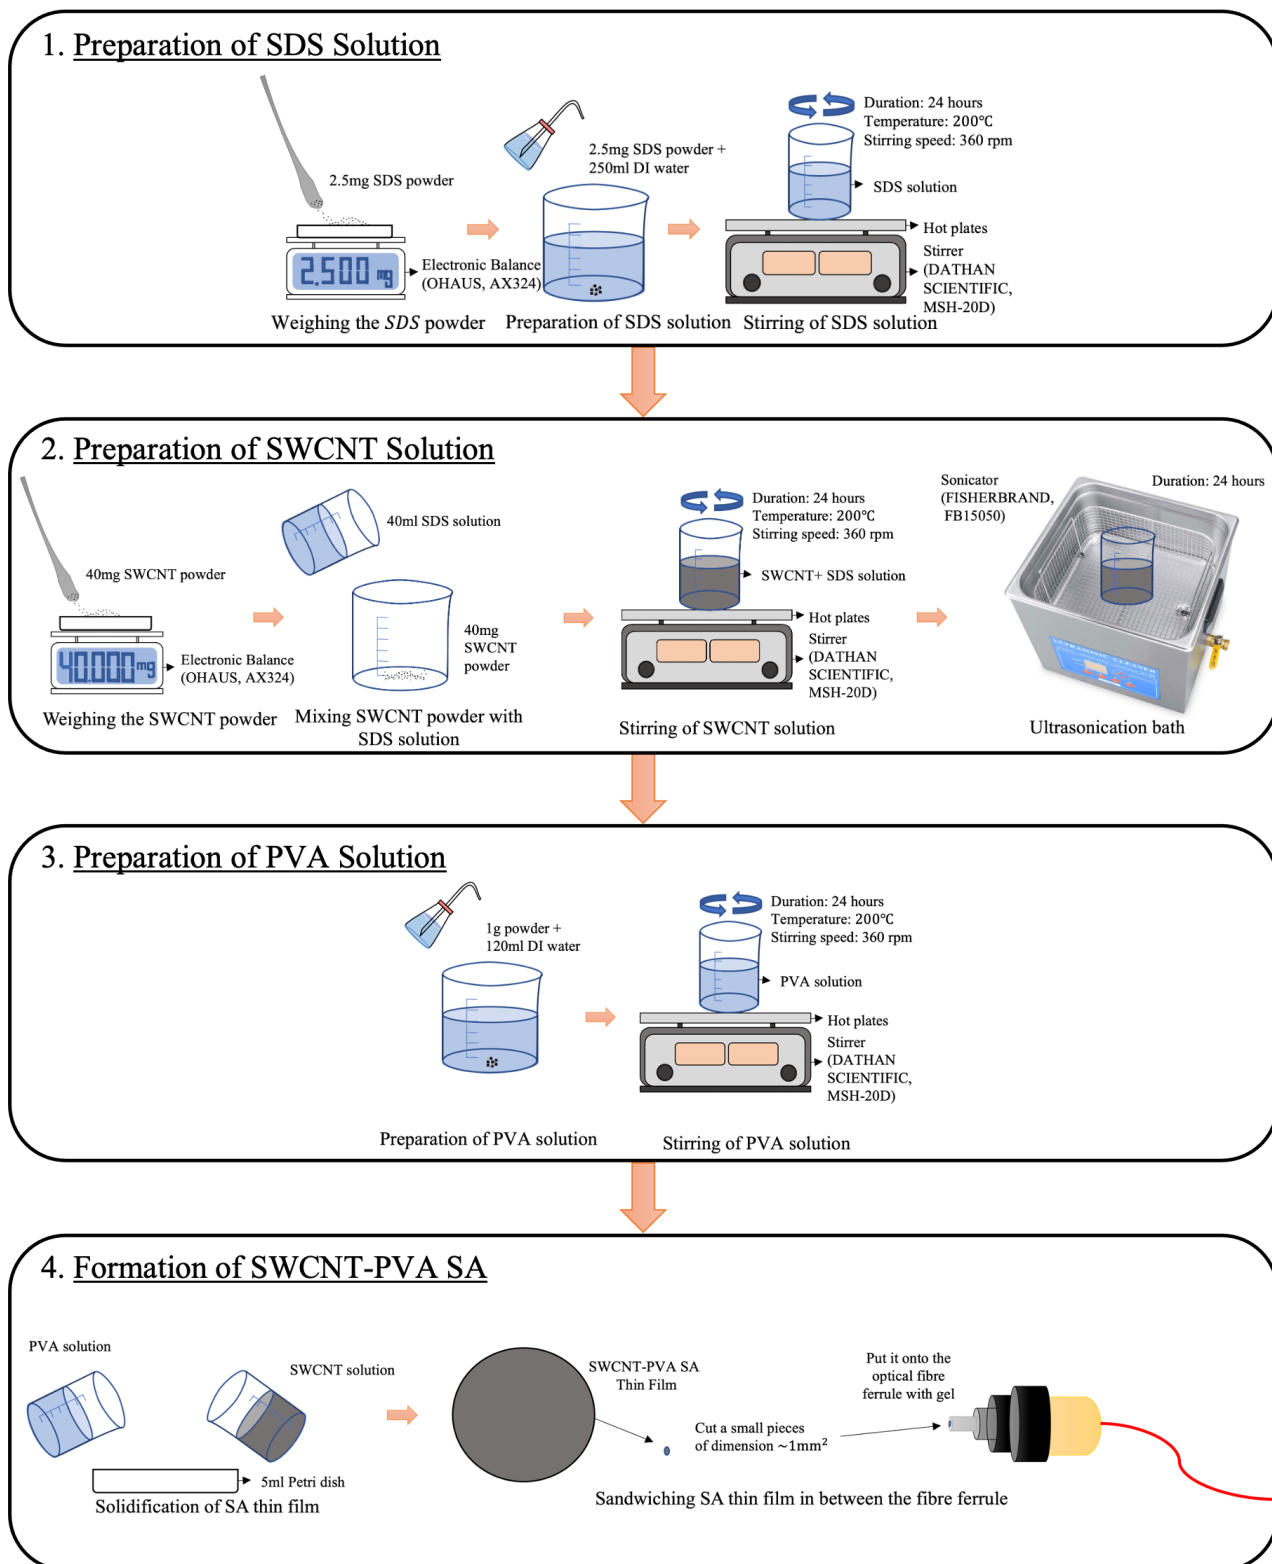 1. Preparation of SDS Solution
2.5mg SDS powder
2.500 mg
Electronic Balance
(OHAUS, AX324)
Weighing the SDS powder
2.5mg SDS powder +
250ml DI water
Preparation of SDS solution
Duration: 24 hours
Temperature: 200℃
Stirring speed: 360 rpm
SDS solution
Hot plates
Stirrer
(DATHAN
SCIENTIFIC,
MSH-20D)
Stirring of SDS solution
2. Preparation of SWCNT Solution
40mg SWCNT powder
40.000mg
Electronic Balance
(OHAUS, AX324)
Weighing the SWCNT powder
40ml SDS solution
40mg
SWCNT
powder
Mixing SWCNT powder with
SDS solution
Duration: 24 hours
Temperature: 200℃
Stirring speed: 360 rpm
SWCNT+ SDS solution
Hot plates
Stirrer
(DATHAN
SCIENTIFIC,
MSH-20D)
Stirring of SWCNT solution
Sonicator
(FISHERBRAND,
FB15050)
Duration: 24 hours
ULTRASONIC CLEANER
Ultrasonication bath
3. Preparation of PVA Solution
1g powder +
120ml DI water
Preparation of PVA solution
Duration: 24 hours
Temperature: 200℃
Stirring speed: 360 rpm
PVA solution
Hot plates
Stirrer
(DATHAN
SCIENTIFIC,
MSH-20D)
Stirring of PVA solution
4. Formation of SWCNT-PVA SA
PVA solution
SWCNT solution
5ml Petri dish
Solidification of SA thin film
SWCNT-PVA SA
Thin Film
Cut a small pieces
of dimension ~1mm²
Put it onto the
optical fibre
ferrule with gel
Sandwiching SA thin film in between the fibre ferrule